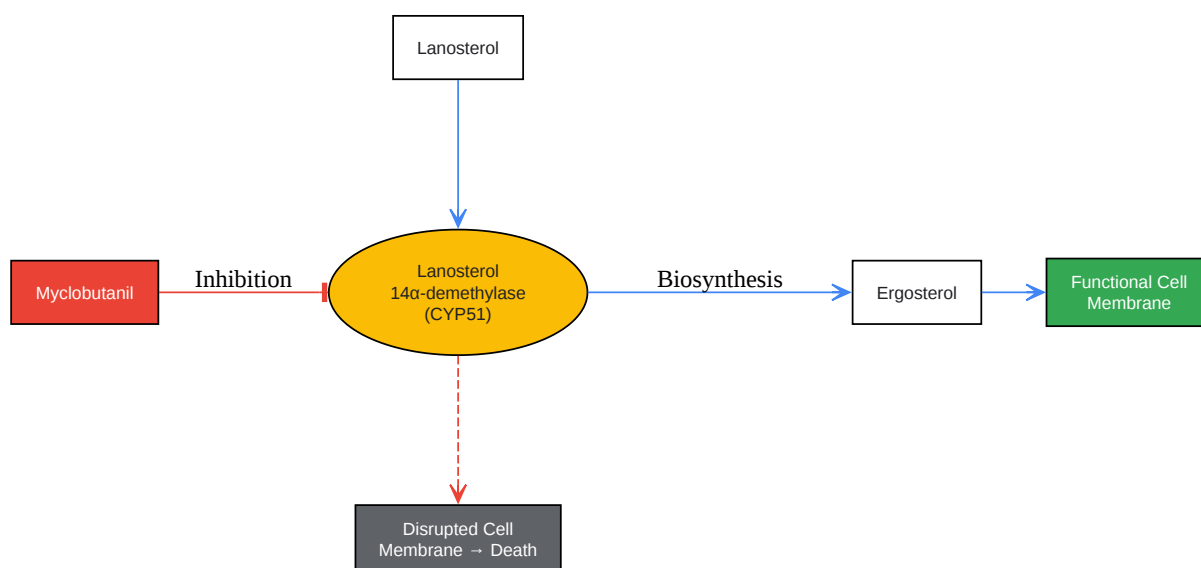 Lanosterol
Myclobutanil
Inhibition
Lanosterol
14α-demethylase
(CYP51)
Biosynthesis
Ergosterol
Functional Cell
Membrane
Disrupted Cell
Membrane → Death